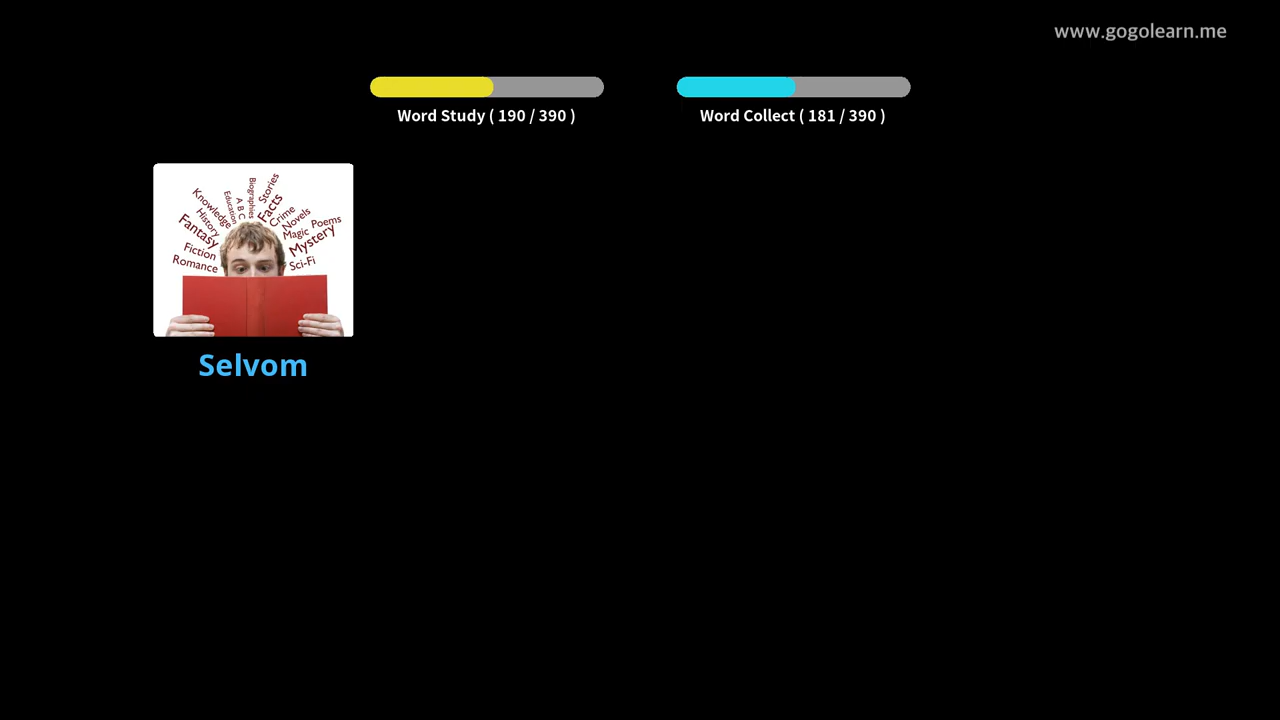 www.gogolearn.me
Word Study ( 190 / 390 )
Word Collect ( 181 / 390 )
Knowledge
History
Fantasy
Fiction
Romance
Education
A B C
Biographies
Stories
Facts
Crime
Novels
Magic
Poems
Mystery
Sci-Fi
Selvom